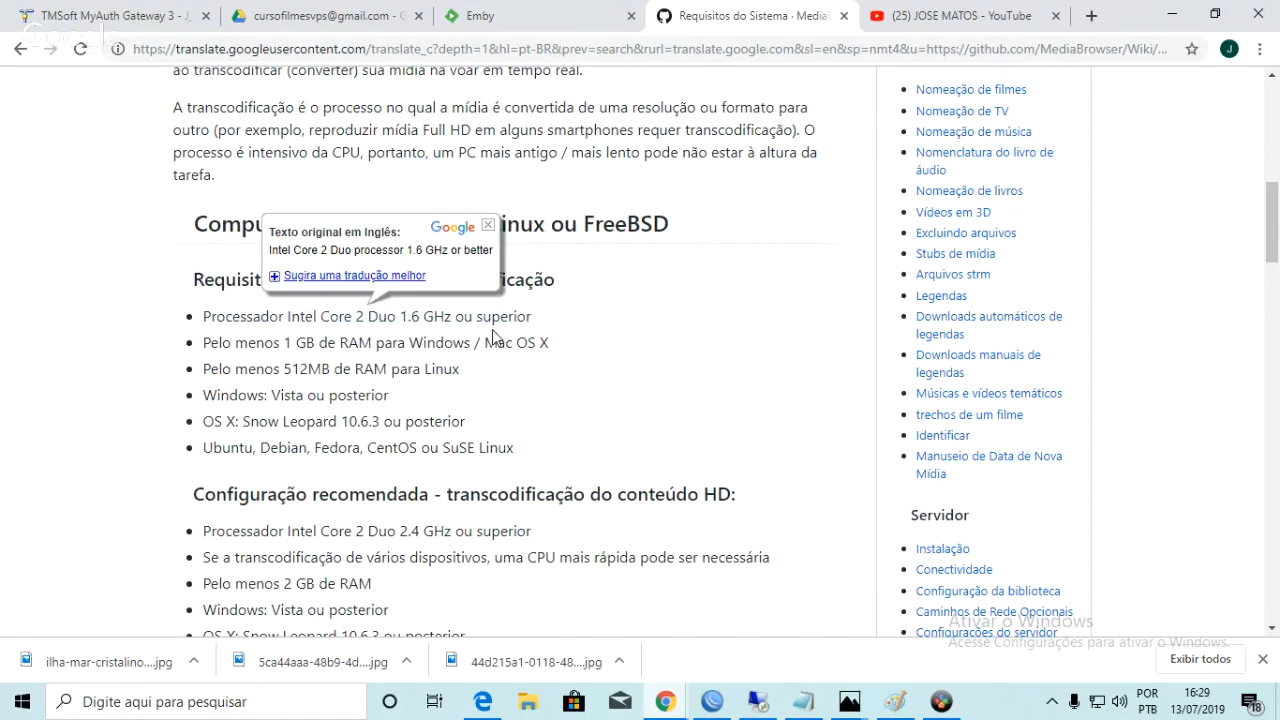 TMSoft MyAuth Gateway 3 - J
cursofilmesvps@gmail.com - G
Emby
Requisitos do Sistema · Media
(25) JOSE MATOS - YouTube
https://translate.googleusercontent.com/translate_c?depth=1&hl=pt-BR&prev=search&rurl=translate.google.com&sl=en&sp=nmt4&u=https://github.com/MediaBrowser/Wiki/...
J
ao transcodificar (converter) sua mídia na voar em tempo real.
A transcodificação é o processo no qual a mídia é convertida de uma resolução ou formato para
outro (por exemplo, reproduzir mídia Full HD em alguns smartphones requer transcodificação). O
processo é intensivo da CPU, portanto, um PC mais antigo / mais lento pode não estar à altura da
tarefa.
Compu inux ou FreeBSD
Texto original em Inglês:
Google
Intel Core 2 Duo processor 1.6 GHz or better
Sugira uma tradução melhor
Requisit icação
Processador Intel Core 2 Duo 1.6 GHz ou superior
Pelo menos 1 GB de RAM para Windows / Mac OS X
Pelo menos 512MB de RAM para Linux
Windows: Vista ou posterior
OS X: Snow Leopard 10.6.3 ou posterior
Ubuntu, Debian, Fedora, CentOS ou SuSE Linux
Configuração recomendada - transcodificação do conteúdo HD:
Processador Intel Core 2 Duo 2.4 GHz ou superior
Se a transcodificação de vários dispositivos, uma CPU mais rápida pode ser necessária
Pelo menos 2 GB de RAM
Windows: Vista ou posterior
OS X: Snow Leopard 10.6.3 ou posterior
Nomeação de filmes
Nomeação de TV
Nomeação de música
Nomenclatura do livro de
áudio
Nomeação de livros
Vídeos em 3D
Excluindo arquivos
Stubs de mídia
Arquivos strm
Legendas
Downloads automáticos de
legendas
Downloads manuais de
legendas
Músicas e vídeos temáticos
trechos de um filme
Identificar
Manuseio de Data de Nova
Mídia
Servidor
Instalação
Conectividade
Configuração da biblioteca
Caminhos de Rede Opcionais
Configurações do servidor
Ativar o Windows
Acesse Configurações para ativar o Windows.
ilha-mar-cristalino....jpg
5ca44aaa-48b9-4d....jpg
44d215a1-0118-48....jpg
Exibir todos
Digite aqui para pesquisar
POR
PTB
16:29
13/07/2019
18